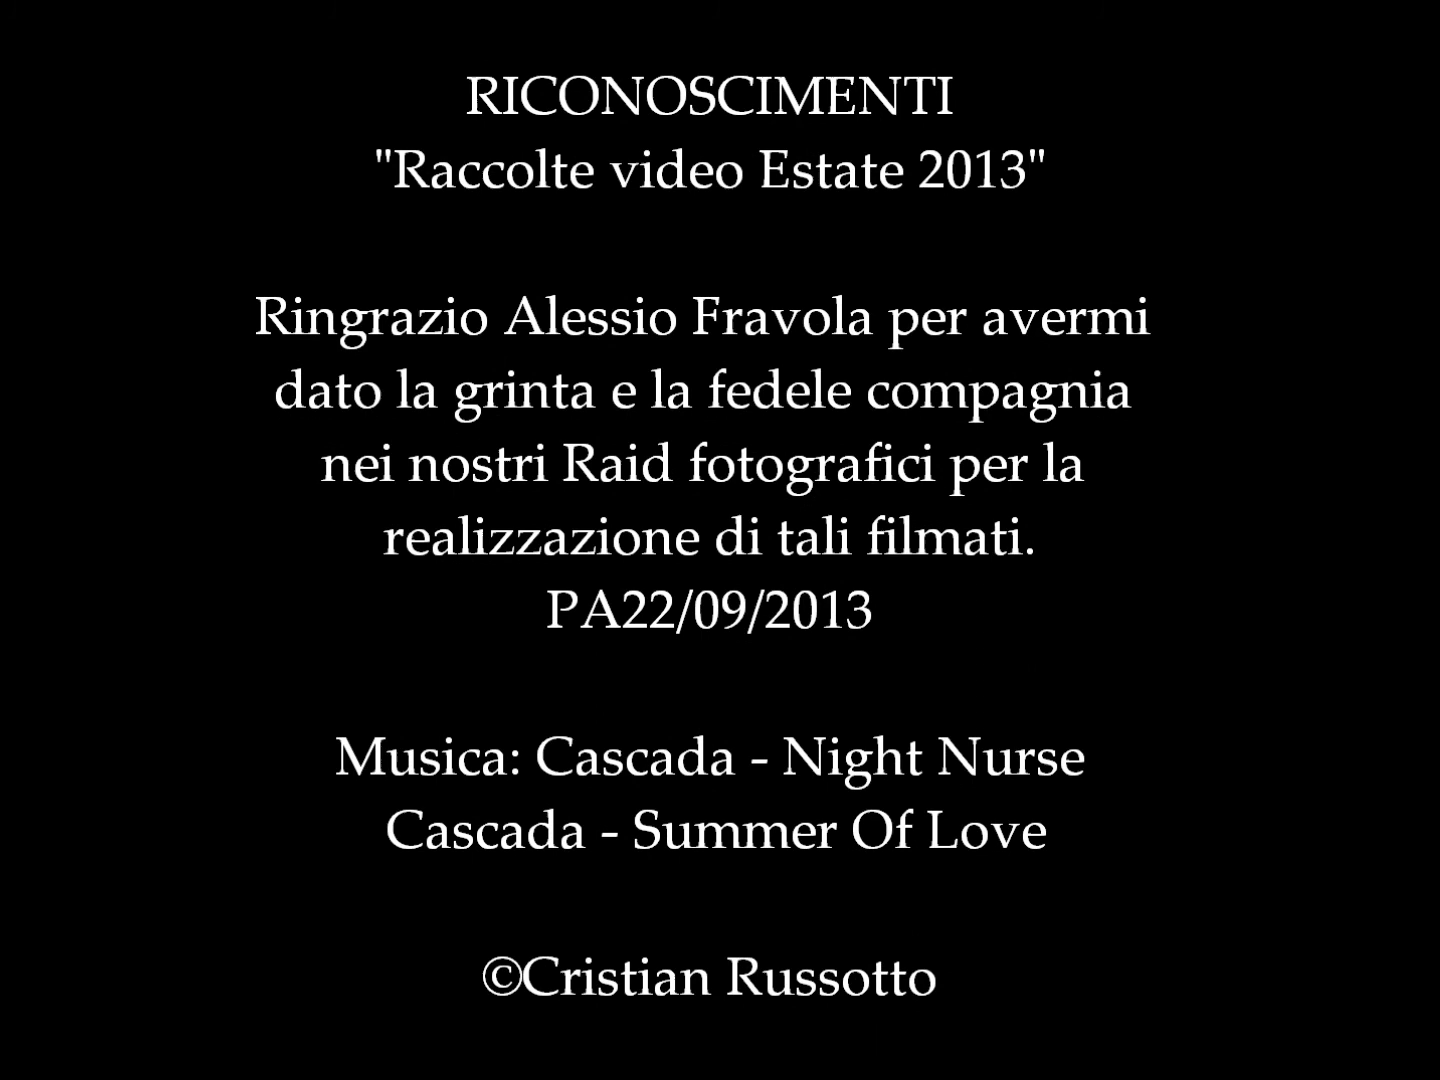 RICONOSCIMENTI
"Raccolte video Estate 2013"
Ringrazio Alessio Fravola per avermi
dato la grinta e la fedele compagnia
nei nostri Raid fotografici per la
realizzazione di tali filmati.
PA22/09/2013
Musica: Cascada - Night Nurse
Cascada - Summer Of Love
©Cristian Russotto